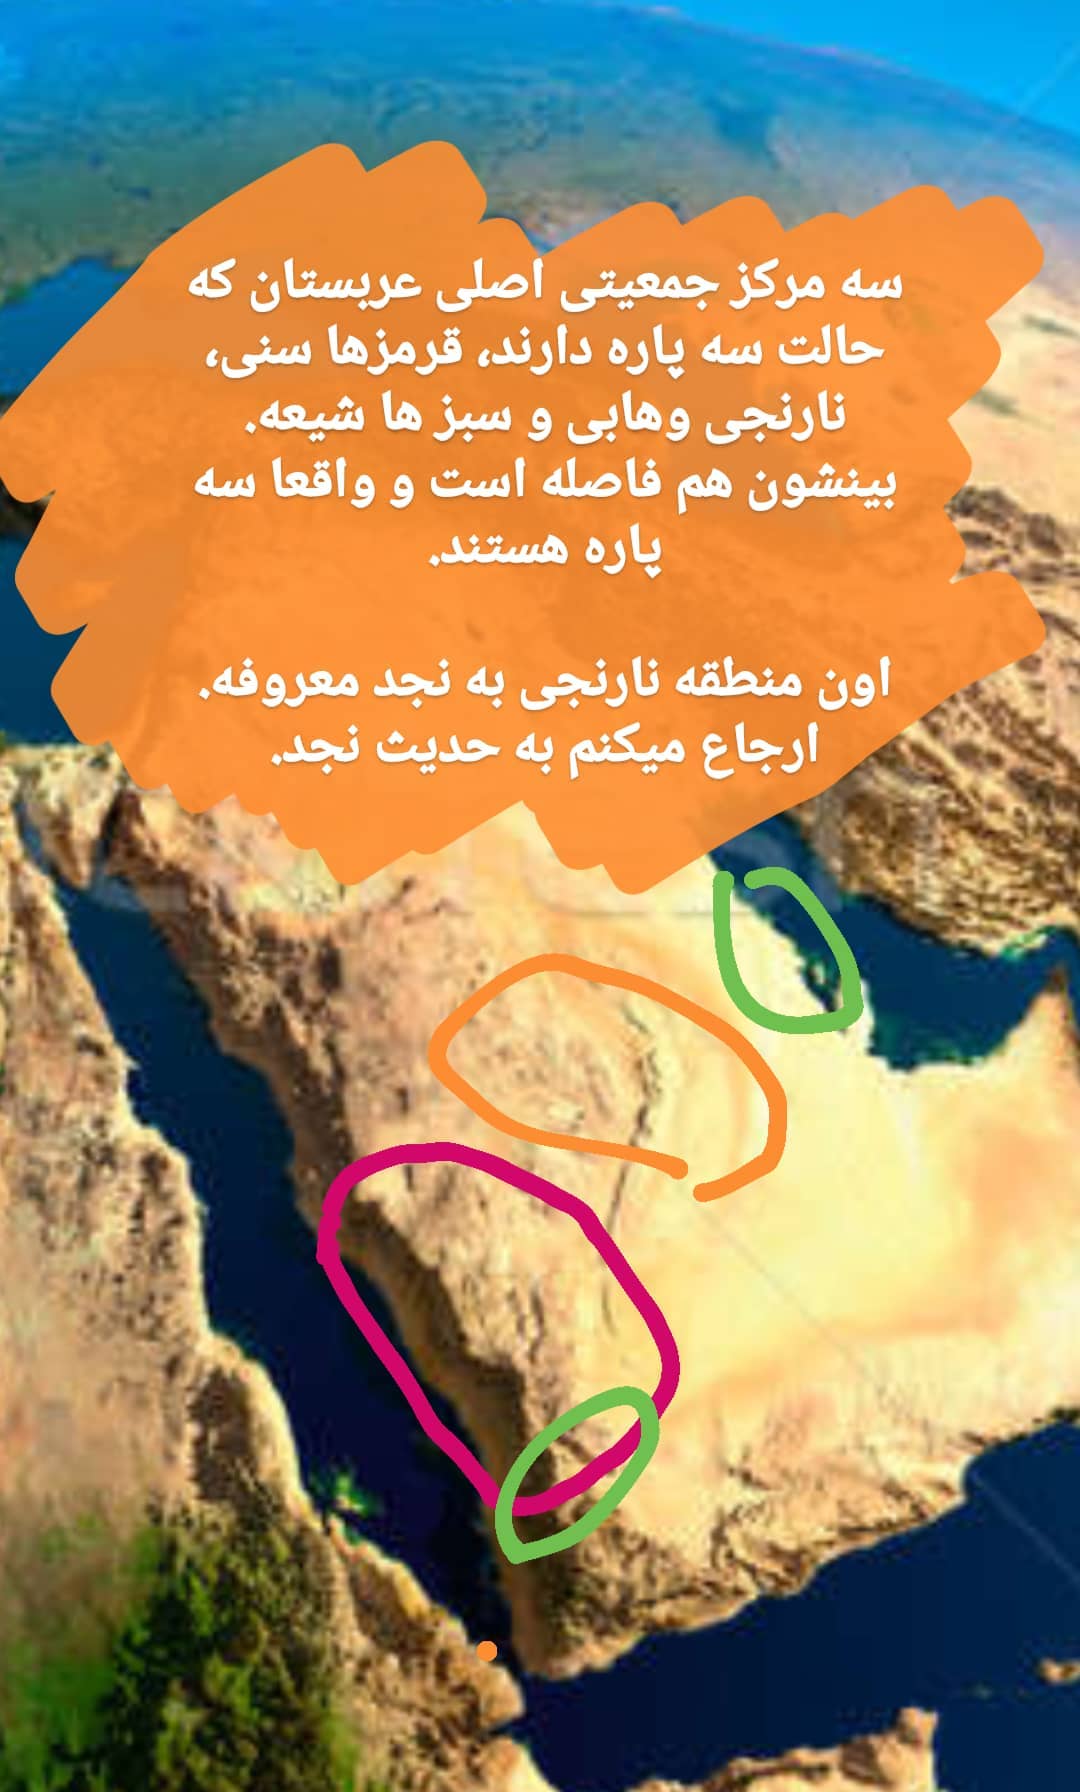 سه مرکز جمعیتی اصلی عربستان که
حالت سه پاره دارند، قرمزها سنی،
نارنجی وهابی و سبز ها شیعه.
بینشون هم فاصله است و واقعا سه
پاره هستند.
اون منطقه نارنجی به نجد معروفه.
ارجاع میکنم به حدیث نجد.